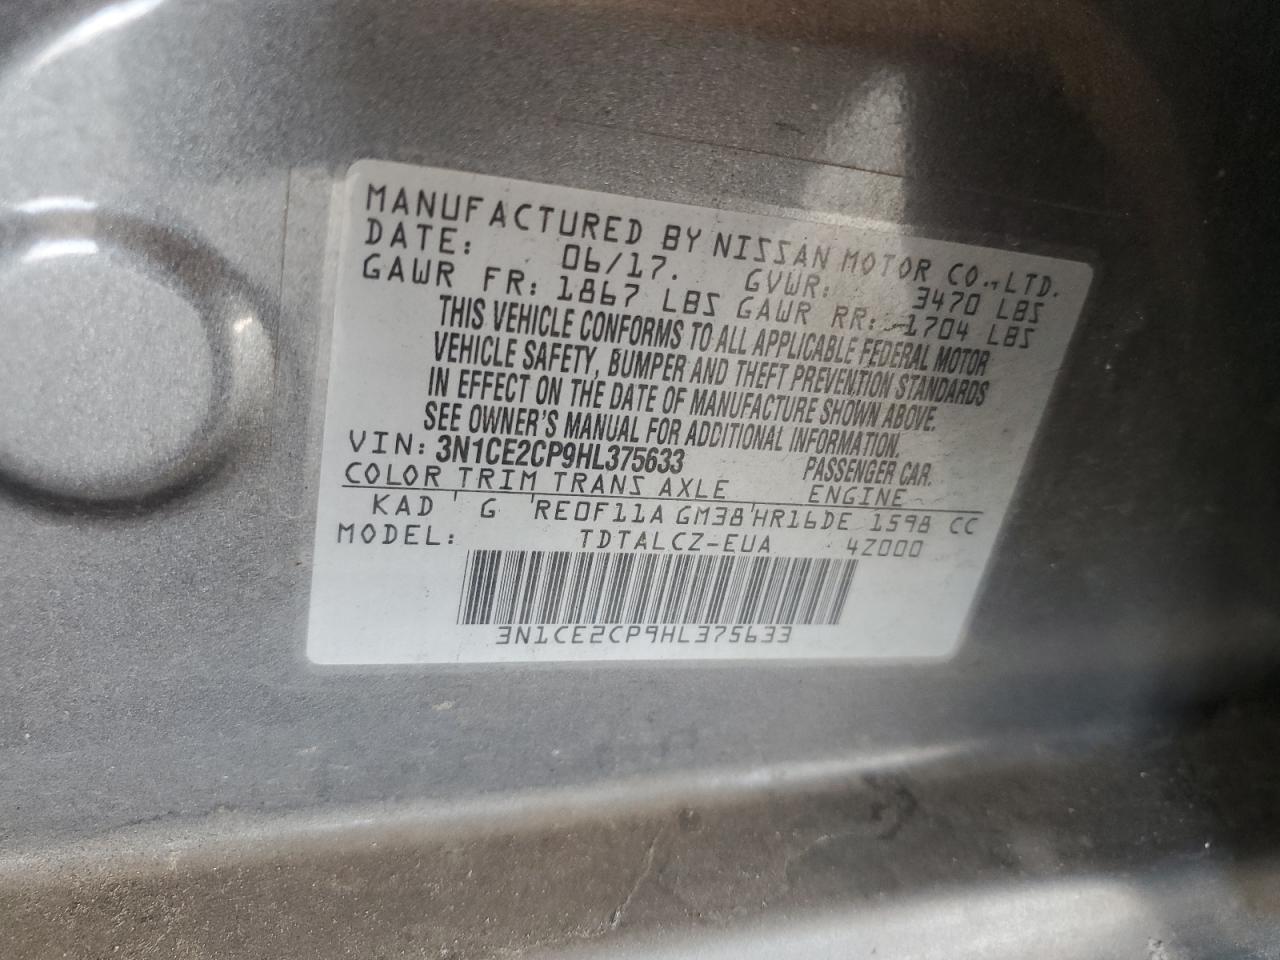 MANUFACTURED BY NISSAN MOTOR CO.,LTD.
DATE: 06/17. GVWR: 3470 LBS
GAWR FR: 1867 LBS GAWR RR: 1704 LBS
THIS VEHICLE CONFORMS TO ALL APPLICABLE FEDERAL MOTOR
VEHICLE SAFETY, BUMPER AND THEFT PREVENTION STANDARDS
IN EFFECT ON THE DATE OF MANUFACTURE SHOWN ABOVE.
SEE OWNER'S MANUAL FOR ADDITIONAL INFORMATION.
VIN: 3N1CE2CP9HL375633 PASSENGER CAR.
COLOR TRIM TRANS AXLE ENGINE
KAD G RE0F11A GM38 HR16DE 1598 CC
MODEL: TDTALCZ-EUA 4Z000
3N1CE2CP9HL375633